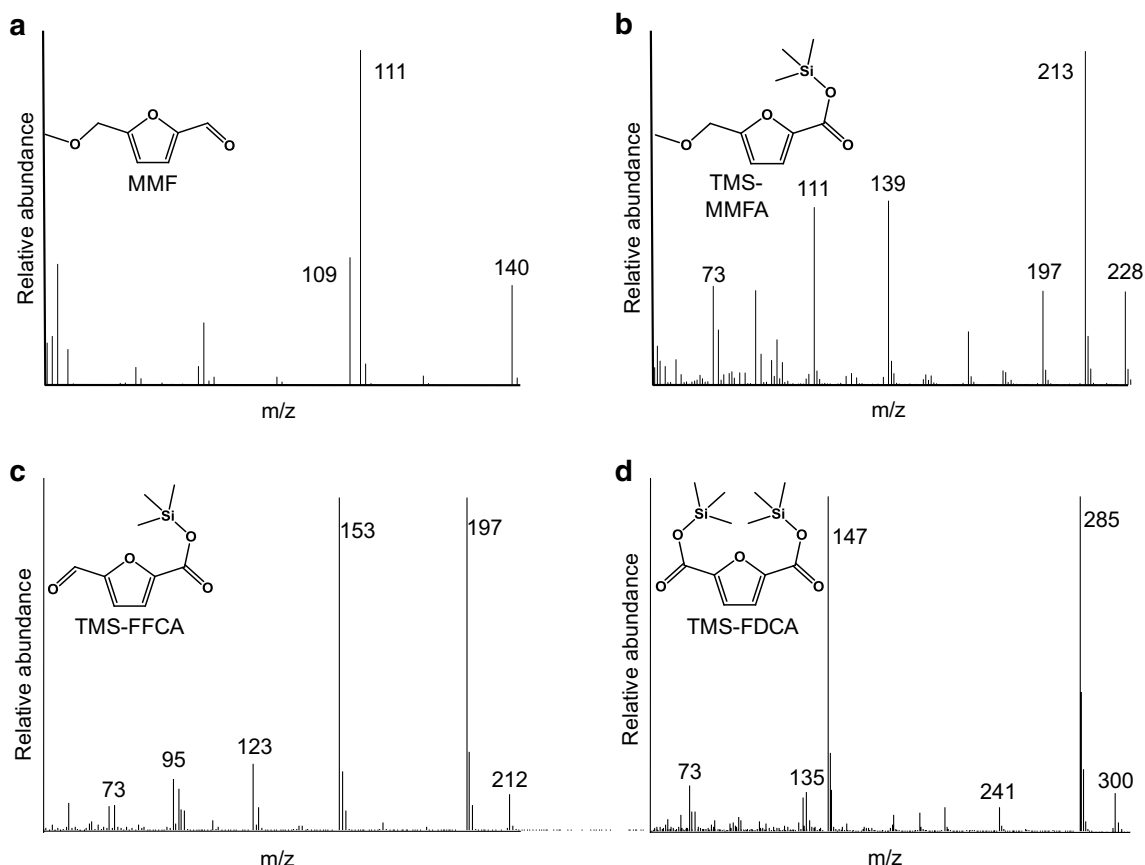 a
111
109
140
O
O
O
MMF
Relative abundance
m/z
b
213
Si
O
O
O
O
TMS-
MMFA
111
139
73
197
228
Relative abundance
m/z
c
153
197
Si
O
O
O
O
TMS-FFCA
123
95
73
212
Relative abundance
m/z
d
147
285
Si
Si
O
O
O
O
O
TMS-FDCA
73
135
241
300
Relative abundance
m/z